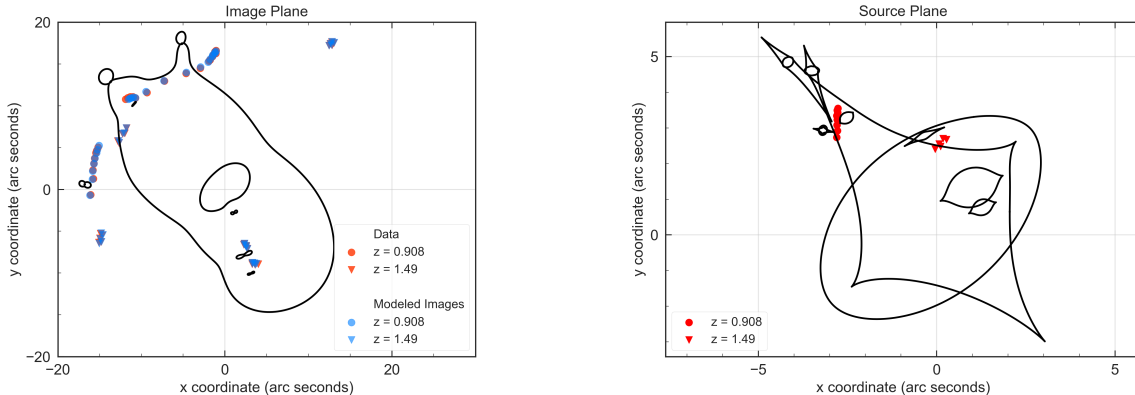 Image Plane
20
0
−20
−20
0
20
y coordinate (arc seconds)
x coordinate (arc seconds)
Data
z = 0.908
z = 1.49
Modeled Images
z = 0.908
z = 1.49
Source Plane
5
0
−5
0
5
y coordinate (arc seconds)
x coordinate (arc seconds)
z = 0.908
z = 1.49